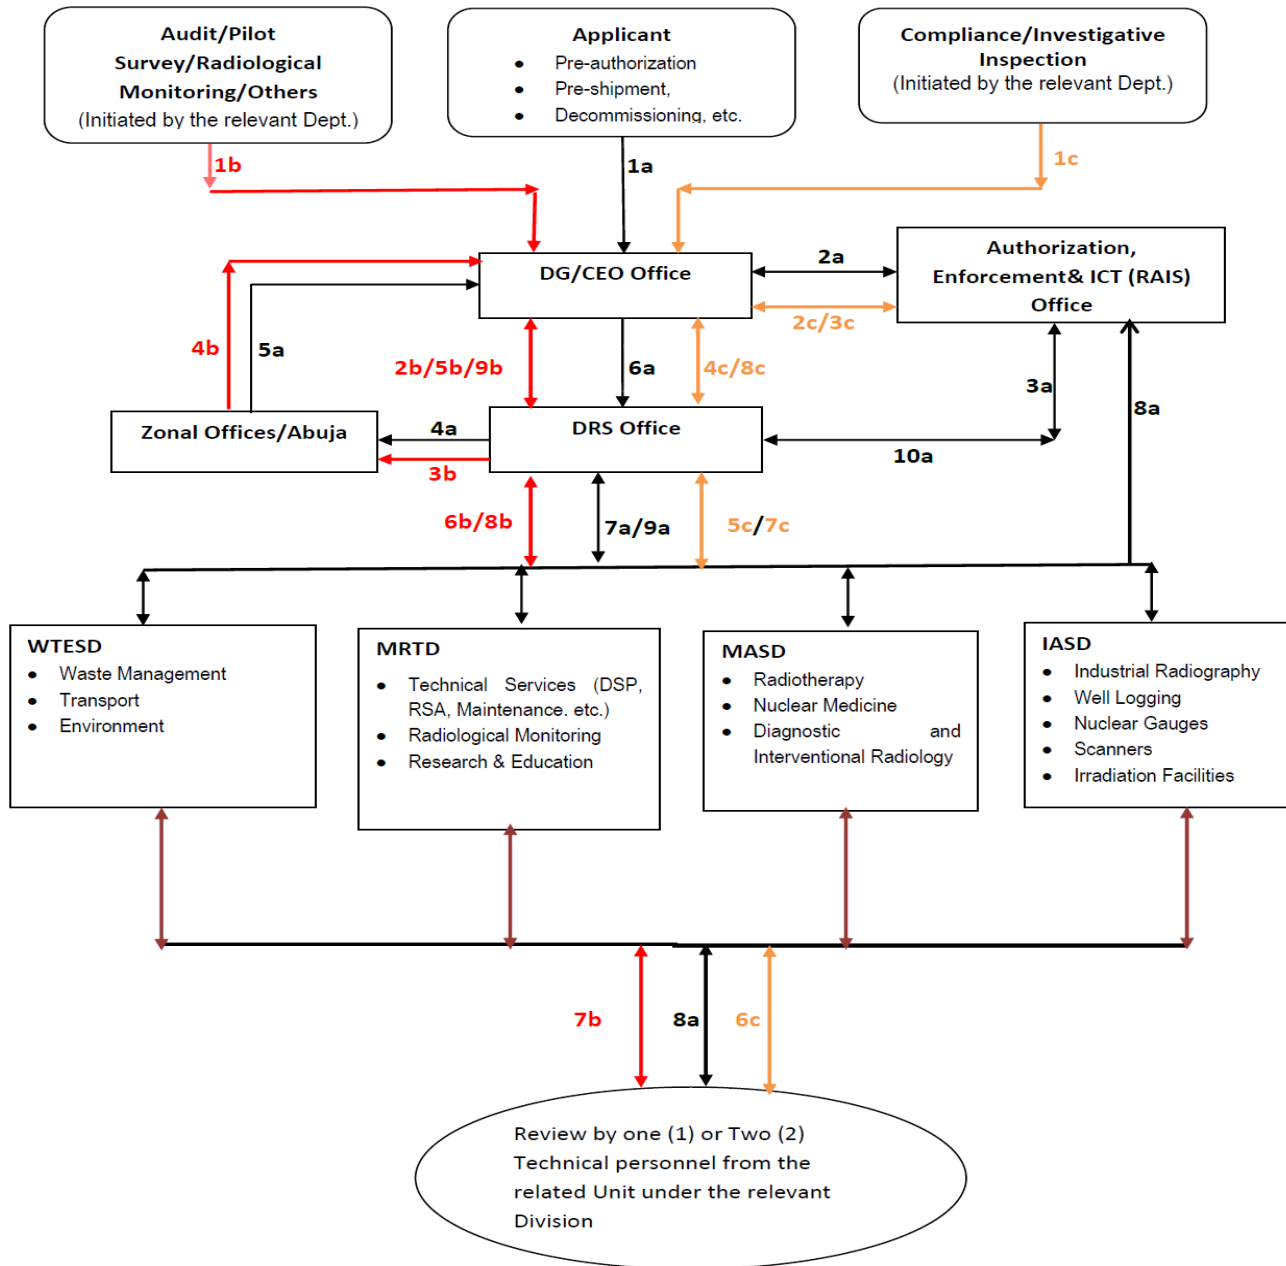 Audit/Pilot
Survey/Radiological
Monitoring/Others
(Initiated by the relevant Dept.)
Applicant
● Pre-authorization
● Pre-shipment,
● Decommissioning, etc.
Compliance/Investigative
Inspection
(Initiated by the relevant Dept.)
1b
1a
1c
DG/CEO Office
2a
2c/3c
Authorization,
Enforcement& ICT (RAIS)
Office
4b
5a
2b/5b/9b
6a
4c/8c
3a
8a
Zonal Offices/Abuja
4a
3b
DRS Office
10a
6b/8b
7a/9a
5c/7c
WTESD
● Waste Management
● Transport
● Environment
MRTD
● Technical Services (DSP,
RSA, Maintenance. etc.)
● Radiological Monitoring
● Research & Education
MASD
● Radiotherapy
● Nuclear Medicine
● Diagnostic and
Interventional Radiology
IASD
● Industrial Radiography
● Well Logging
● Nuclear Gauges
● Scanners
● Irradiation Facilities
7b
8a
6c
Review by one (1) or Two (2)
Technical personnel from the
related Unit under the relevant
Division